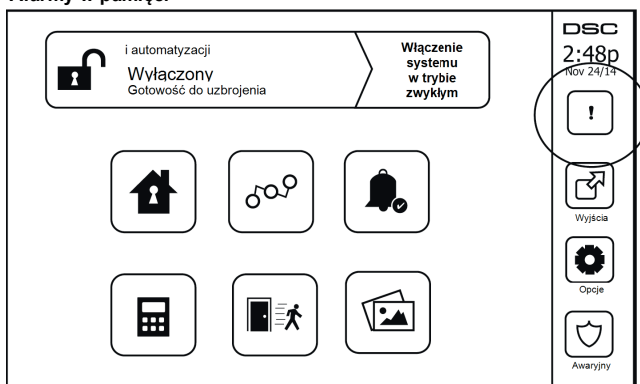 Alarmy w pamięci
i automatyzacji
Wyłączony
Gotowość do uzbrojenia
Włączenie
systemu
w trybie
zwykłym
DSC
2:48p
Nov 24/14
!
Wyjścia
Opcje
Awaryjny